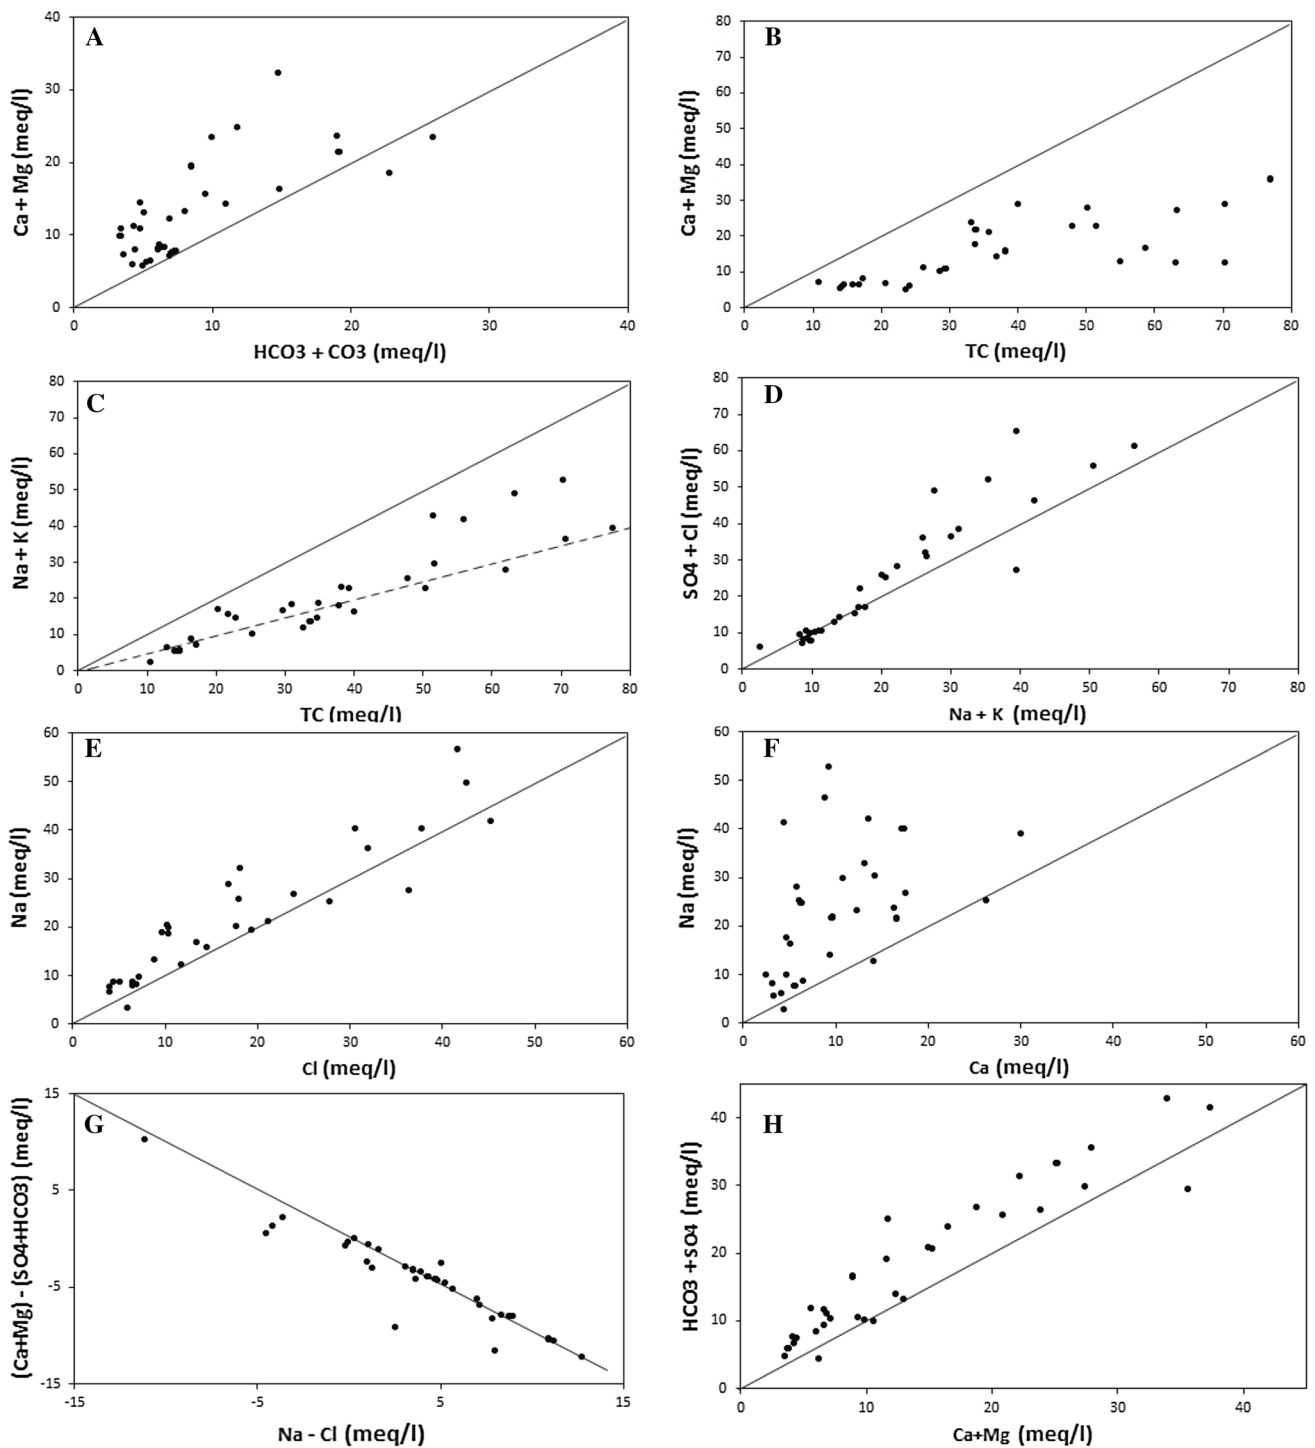 A
Ca + Mg (meq/l)
40
30
20
10
0
0 10 20 30 40
HCO3 + CO3 (meq/l)
B
Ca + Mg (meq/l)
80
70
60
50
40
30
20
10
0
0 10 20 30 40 50 60 70 80
TC (meq/l)
C
Na + K (meq/l)
80
70
60
50
40
30
20
10
0
0 10 20 30 40 50 60 70 80
TC (meq/l)
D
SO4 + Cl (meq/l)
80
70
60
50
40
30
20
10
0
0 10 20 30 40 50 60 70 80
Na + K (meq/l)
E
Na (meq/l)
60
50
40
30
20
10
0
0 10 20 30 40 50 60
Cl (meq/l)
F
Na (meq/l)
60
50
40
30
20
10
0
0 10 20 30 40 50 60
Ca (meq/l)
G
(Ca+Mg) - (SO4+HCO3) (meq/l)
15
5
-5
-15
-15 -5 5 15
Na - Cl (meq/l)
H
HCO3 +SO4 (meq/l)
40
30
20
10
0
0 10 20 30 40
Ca+Mg (meq/l)